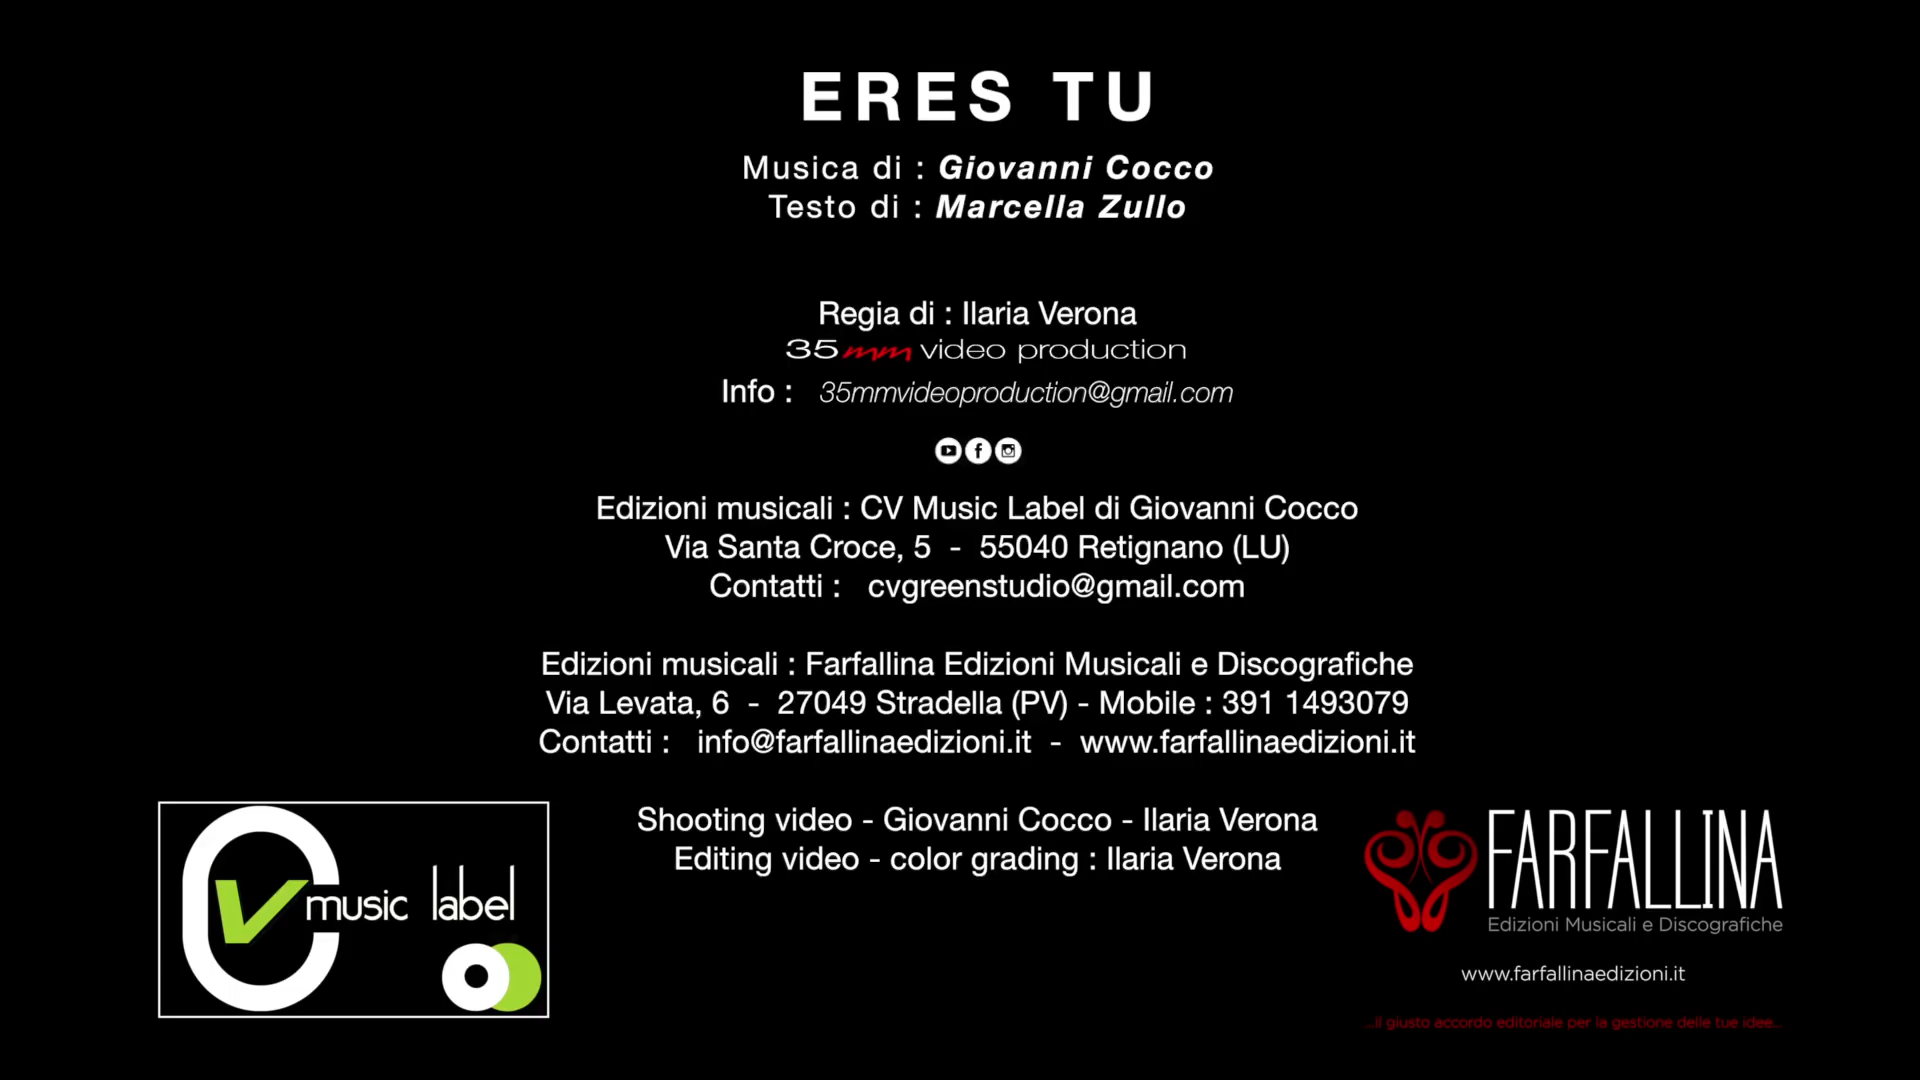 ERES TU
Musica di : Giovanni Cocco
Testo di : Marcella Zullo
Regia di : Ilaria Verona
35mm video production
Info : 35mmvideoproduction@gmail.com
Edizioni musicali : CV Music Label di Giovanni Cocco
Via Santa Croce, 5 - 55040 Retignano (LU)
Contatti : cvgreenstudio@gmail.com
Edizioni musicali : Farfallina Edizioni Musicali e Discografiche
Via Levata, 6 - 27049 Stradella (PV) - Mobile : 391 1493079
Contatti : info@farfallinaedizioni.it - www.farfallinaedizioni.it
Shooting video - Giovanni Cocco - Ilaria Verona
Editing video - color grading : Ilaria Verona
CV music label
FARFALLINA
Edizioni Musicali e Discografiche
www.farfallinaedizioni.it
...il giusto accordo editoriale per la gestione delle tue idee...